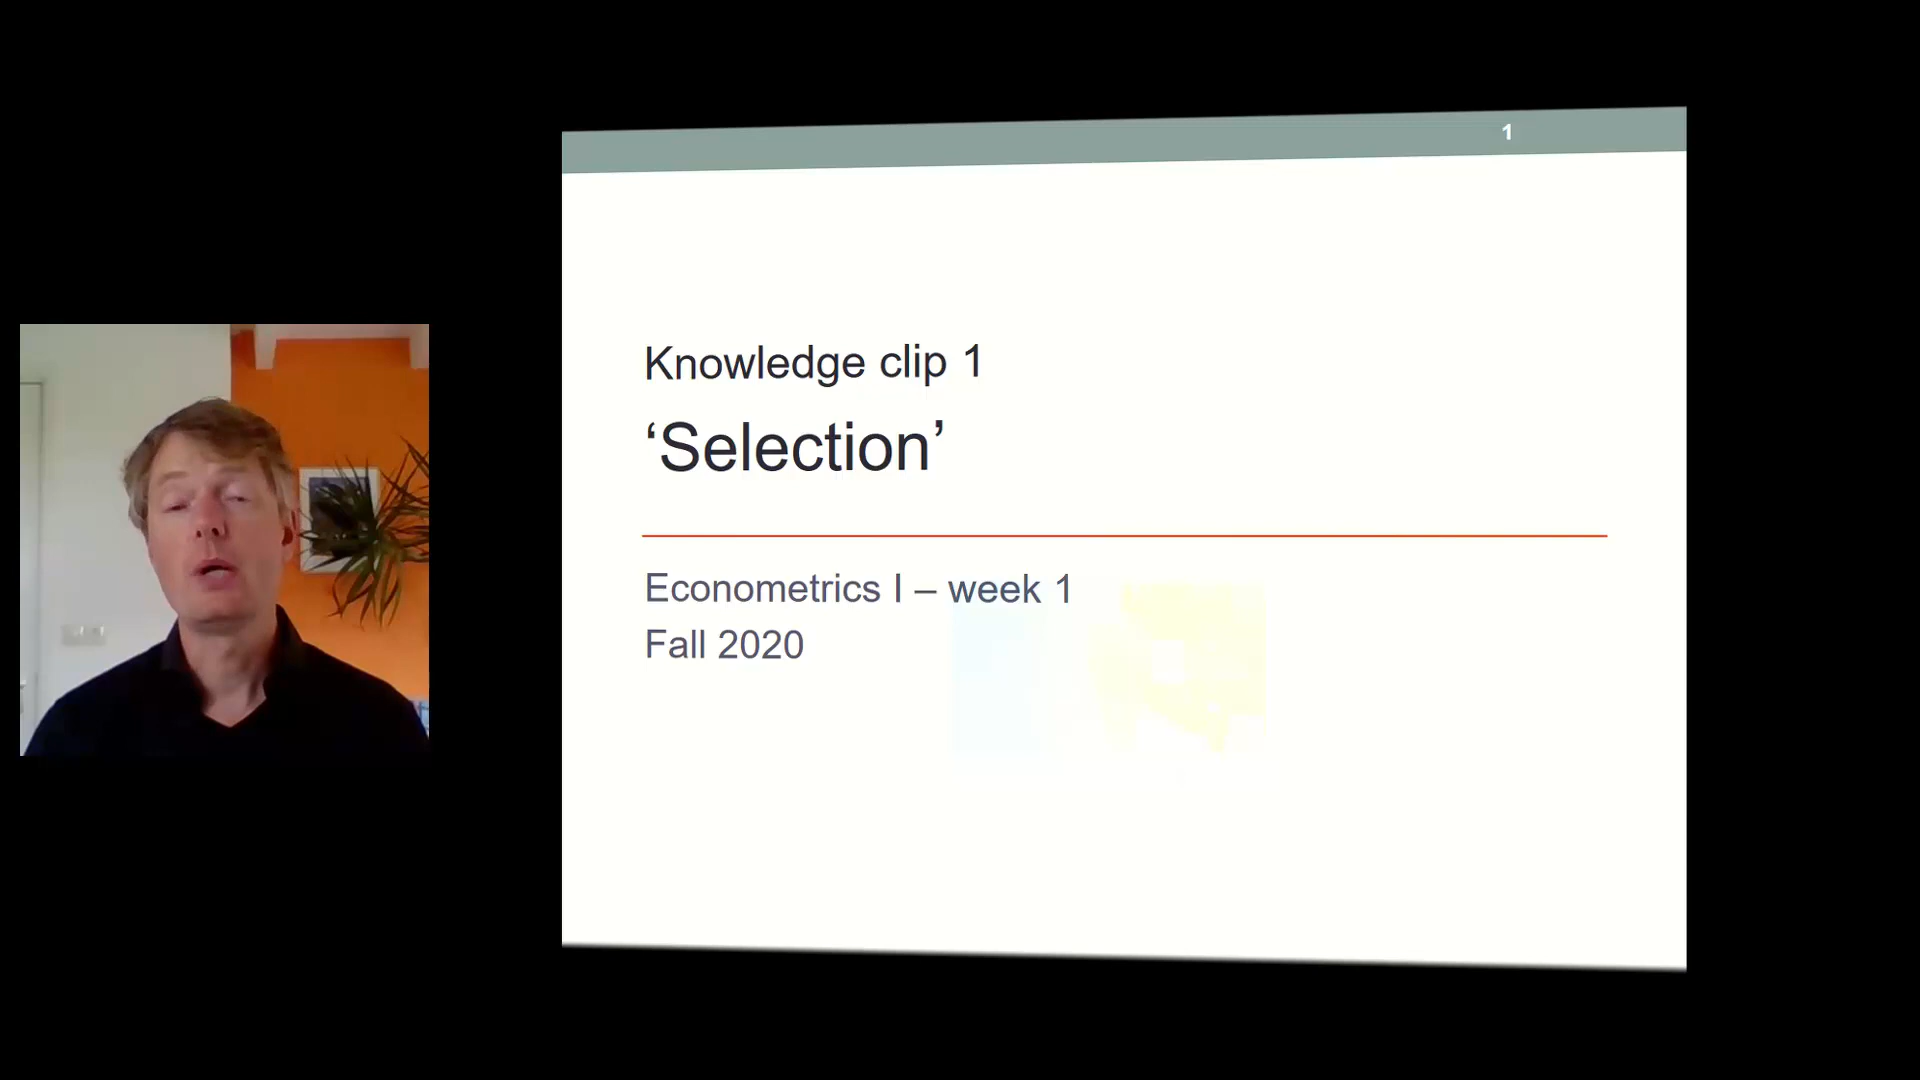 1
Knowledge clip 1
‘Selection’
Econometrics I – week 1
Fall 2020